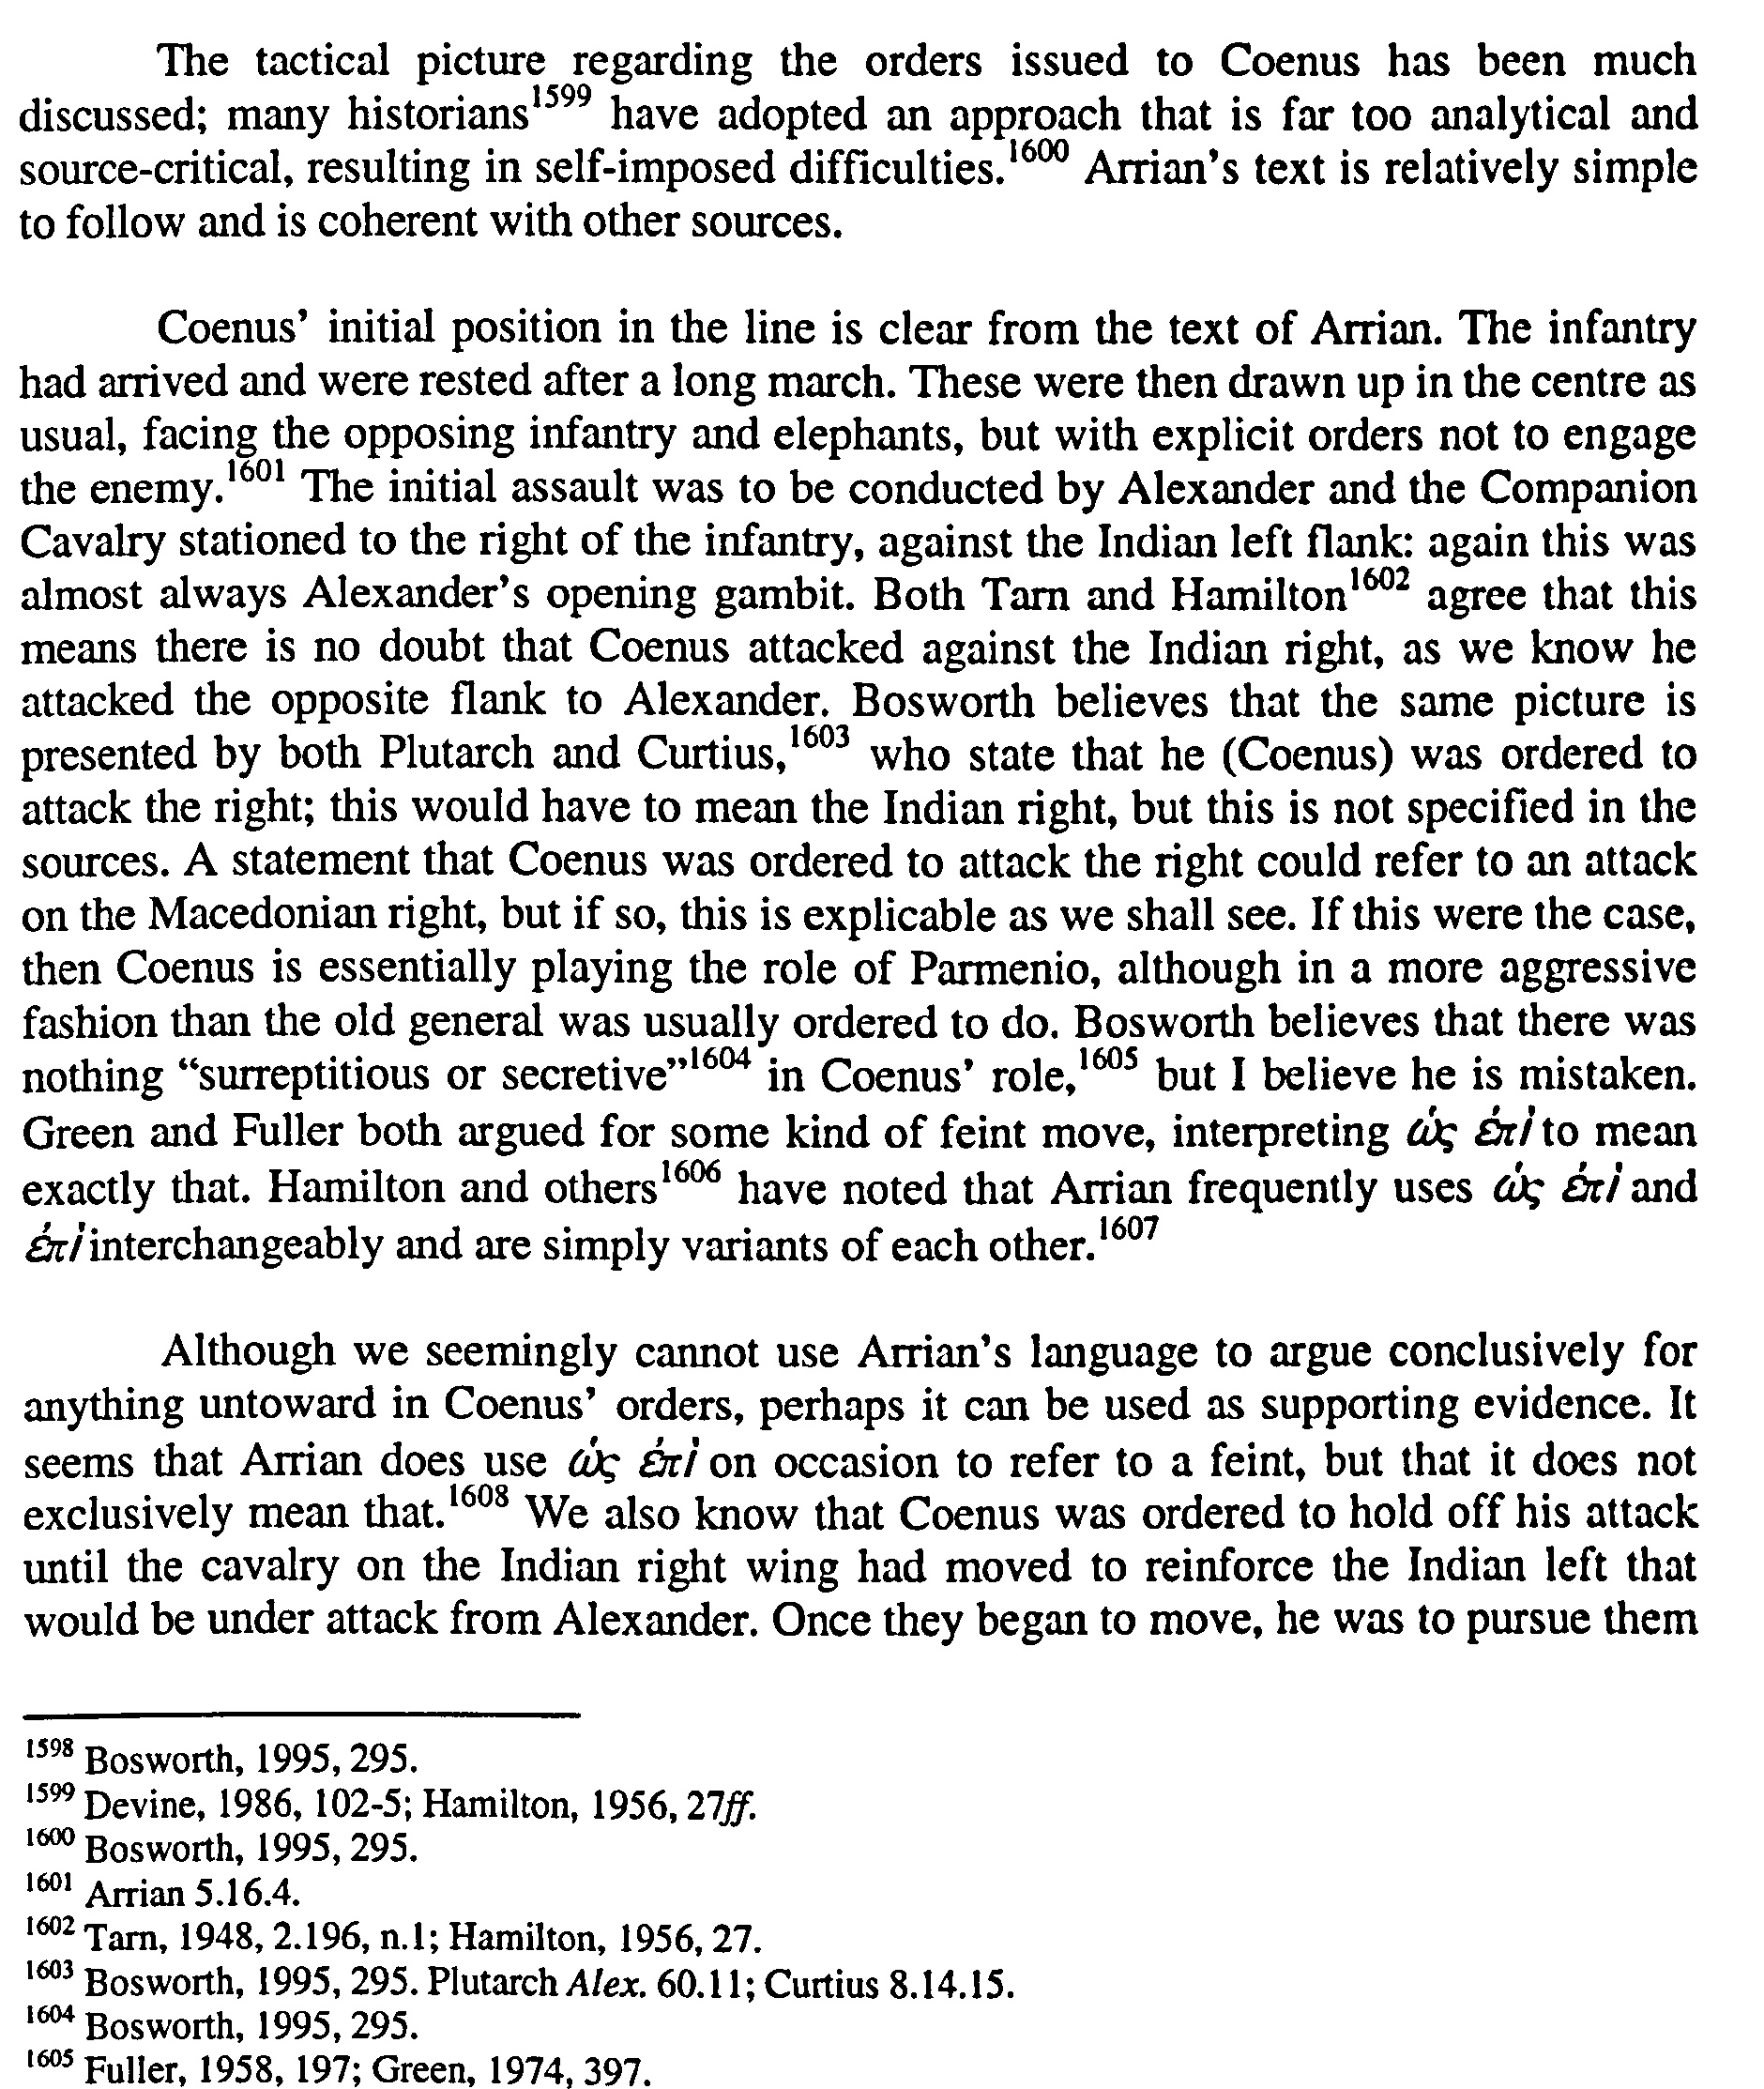 The tactical picture regarding the orders issued to Coenus has been much
discussed; many historians1599 have adopted an approach that is far too analytical and
source-critical, resulting in self-imposed difficulties.1600 Arrian's text is relatively simple
to follow and is coherent with other sources.
Coenus' initial position in the line is clear from the text of Arrian. The infantry
had arrived and were rested after a long march. These were then drawn up in the centre as
usual, facing the opposing infantry and elephants, but with explicit orders not to engage
the enemy.1601 The initial assault was to be conducted by Alexander and the Companion
Cavalry stationed to the right of the infantry, against the Indian left flank: again this was
almost always Alexander's opening gambit. Both Tarn and Hamilton1602 agree that this
means there is no doubt that Coenus attacked against the Indian right, as we know he
attacked the opposite flank to Alexander. Bosworth believes that the same picture is
presented by both Plutarch and Curtius,1603 who state that he (Coenus) was ordered to
attack the right; this would have to mean the Indian right, but this is not specified in the
sources. A statement that Coenus was ordered to attack the right could refer to an attack
on the Macedonian right, but if so, this is explicable as we shall see. If this were the case,
then Coenus is essentially playing the role of Parmenio, although in a more aggressive
fashion than the old general was usually ordered to do. Bosworth believes that there was
nothing “surreptitious or secretive”1604 in Coenus' role,1605 but I believe he is mistaken.
Green and Fuller both argued for some kind of feint move, interpreting ὡς ἐπὶ to mean
exactly that. Hamilton and others1606 have noted that Arrian frequently uses ὡς ἐπὶ and
ἐπὶ interchangeably and are simply variants of each other.1607
Although we seemingly cannot use Arrian's language to argue conclusively for
anything untoward in Coenus' orders, perhaps it can be used as supporting evidence. It
seems that Arrian does use ὡς ἐπὶ on occasion to refer to a feint, but that it does not
exclusively mean that.1608 We also know that Coenus was ordered to hold off his attack
until the cavalry on the Indian right wing had moved to reinforce the Indian left that
would be under attack from Alexander. Once they began to move, he was to pursue them
1598 Bosworth, 1995, 295.
1599 Devine, 1986, 102-5; Hamilton, 1956, 27ff.
1600 Bosworth, 1995, 295.
1601 Arrian 5.16.4.
1602 Tarn, 1948, 2.196, n.1; Hamilton, 1956, 27.
1603 Bosworth, 1995, 295. Plutarch Alex. 60.11; Curtius 8.14.15.
1604 Bosworth, 1995, 295.
1605 Fuller, 1958, 197; Green, 1974, 397.